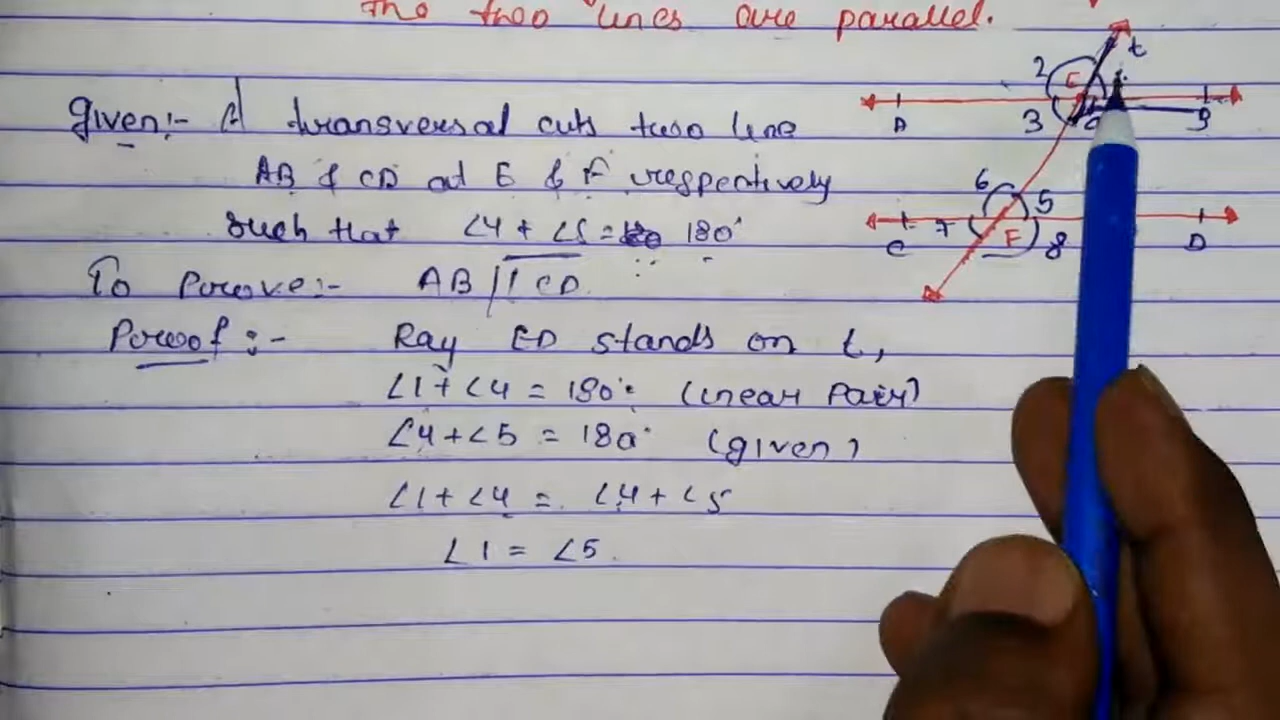 The two lines are parallel.
Given:- A transversal cuts two line
AB & CD at E & F respectively
such that ∠4 + ∠5 = 180°
To Prove:- AB || CD.
Proof :- Ray ED stands on t,
∠1 + ∠4 = 180° (linear Pair)
∠4 + ∠5 = 180° (given)
∠1 + ∠4 = ∠4 + ∠5
∠1 = ∠5.
t
2 E
A 3 B
6 5
C 7 F 8 D